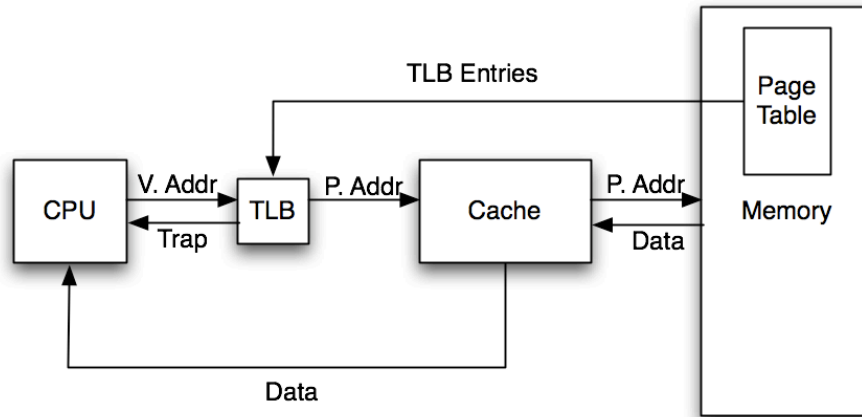 TLB Entries
Page
Table
CPU
V. Addr
Trap
TLB
P. Addr
Cache
P. Addr
Data
Memory
Data